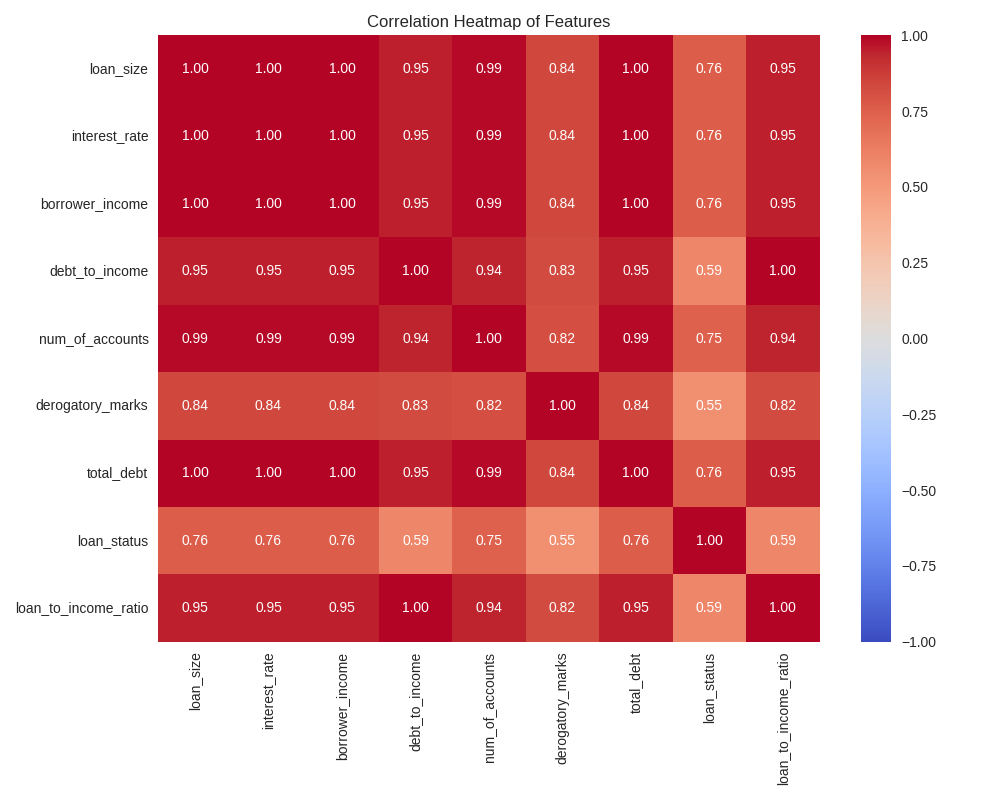 Correlation Heatmap of Features
loan_size 1.00 1.00 1.00 0.95 0.99 0.84 1.00 0.76 0.95
interest_rate 1.00 1.00 1.00 0.95 0.99 0.84 1.00 0.76 0.95
borrower_income 1.00 1.00 1.00 0.95 0.99 0.84 1.00 0.76 0.95
debt_to_income 0.95 0.95 0.95 1.00 0.94 0.83 0.95 0.59 1.00
num_of_accounts 0.99 0.99 0.99 0.94 1.00 0.82 0.99 0.75 0.94
derogatory_marks 0.84 0.84 0.84 0.83 0.82 1.00 0.84 0.55 0.82
total_debt 1.00 1.00 1.00 0.95 0.99 0.84 1.00 0.76 0.95
loan_status 0.76 0.76 0.76 0.59 0.75 0.55 0.76 1.00 0.59
loan_to_income_ratio 0.95 0.95 0.95 1.00 0.94 0.82 0.95 0.59 1.00
loan_size
interest_rate
borrower_income
debt_to_income
num_of_accounts
derogatory_marks
total_debt
loan_status
loan_to_income_ratio
1.00
0.75
0.50
0.25
0.00
−0.25
−0.50
−0.75
−1.00